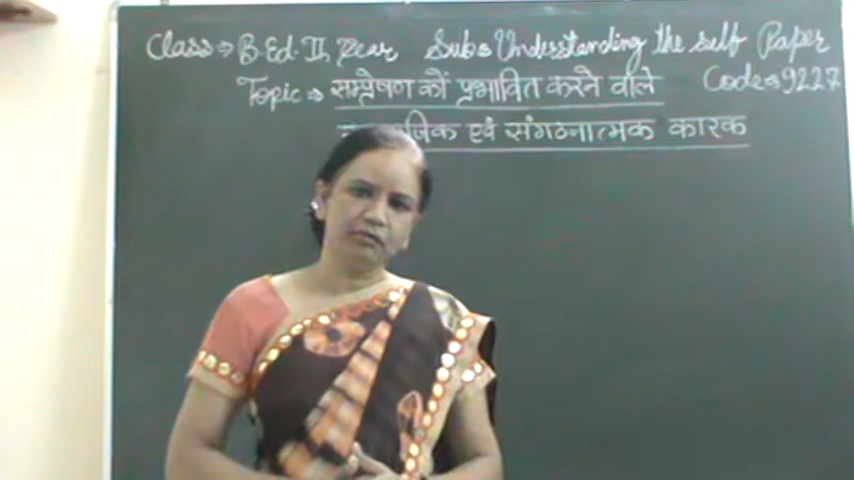 Class⇒ B.Ed. II Year Sub⇒ Understanding the self Paper
Topic⇒ सम्प्रेषण कों प्रभावित करने वाले Code⇒ 9227
एवं संगठनात्मक कारक